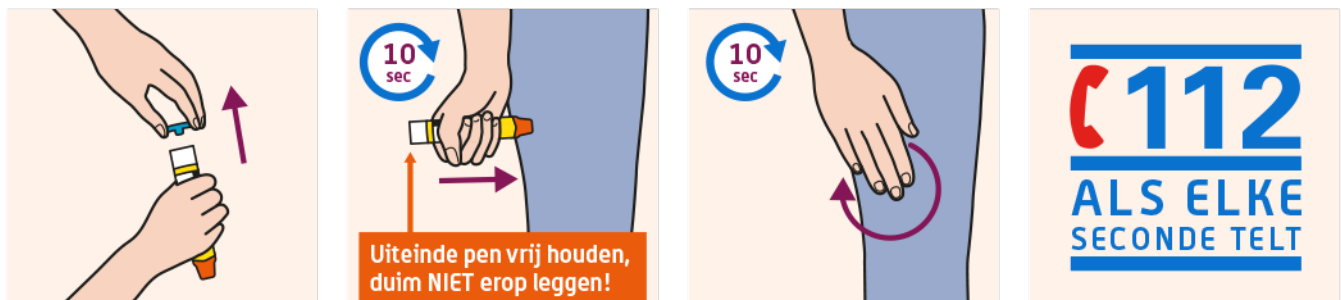 10
sec
Uiteinde pen vrij houden,
duim NIET erop leggen!
10
sec
112
ALS ELKE
SECONDE TELT